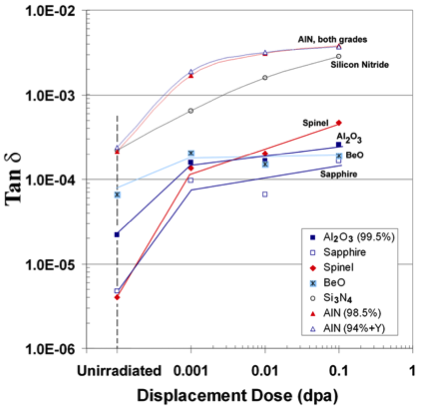 1.0E-02
AlN, both grades
Silicon Nitride
1.0E-03
Spinel
Al2O3
BeO
1.0E-04
Sapphire
Tan δ
Al2O3 (99.5%)
Sapphire
Spinel
BeO
1.0E-05
Si3N4
AlN (98.5%)
AlN (94%+Y)
1.0E-06
Unirradiated 0.001 0.01 0.1 1
Displacement Dose (dpa)